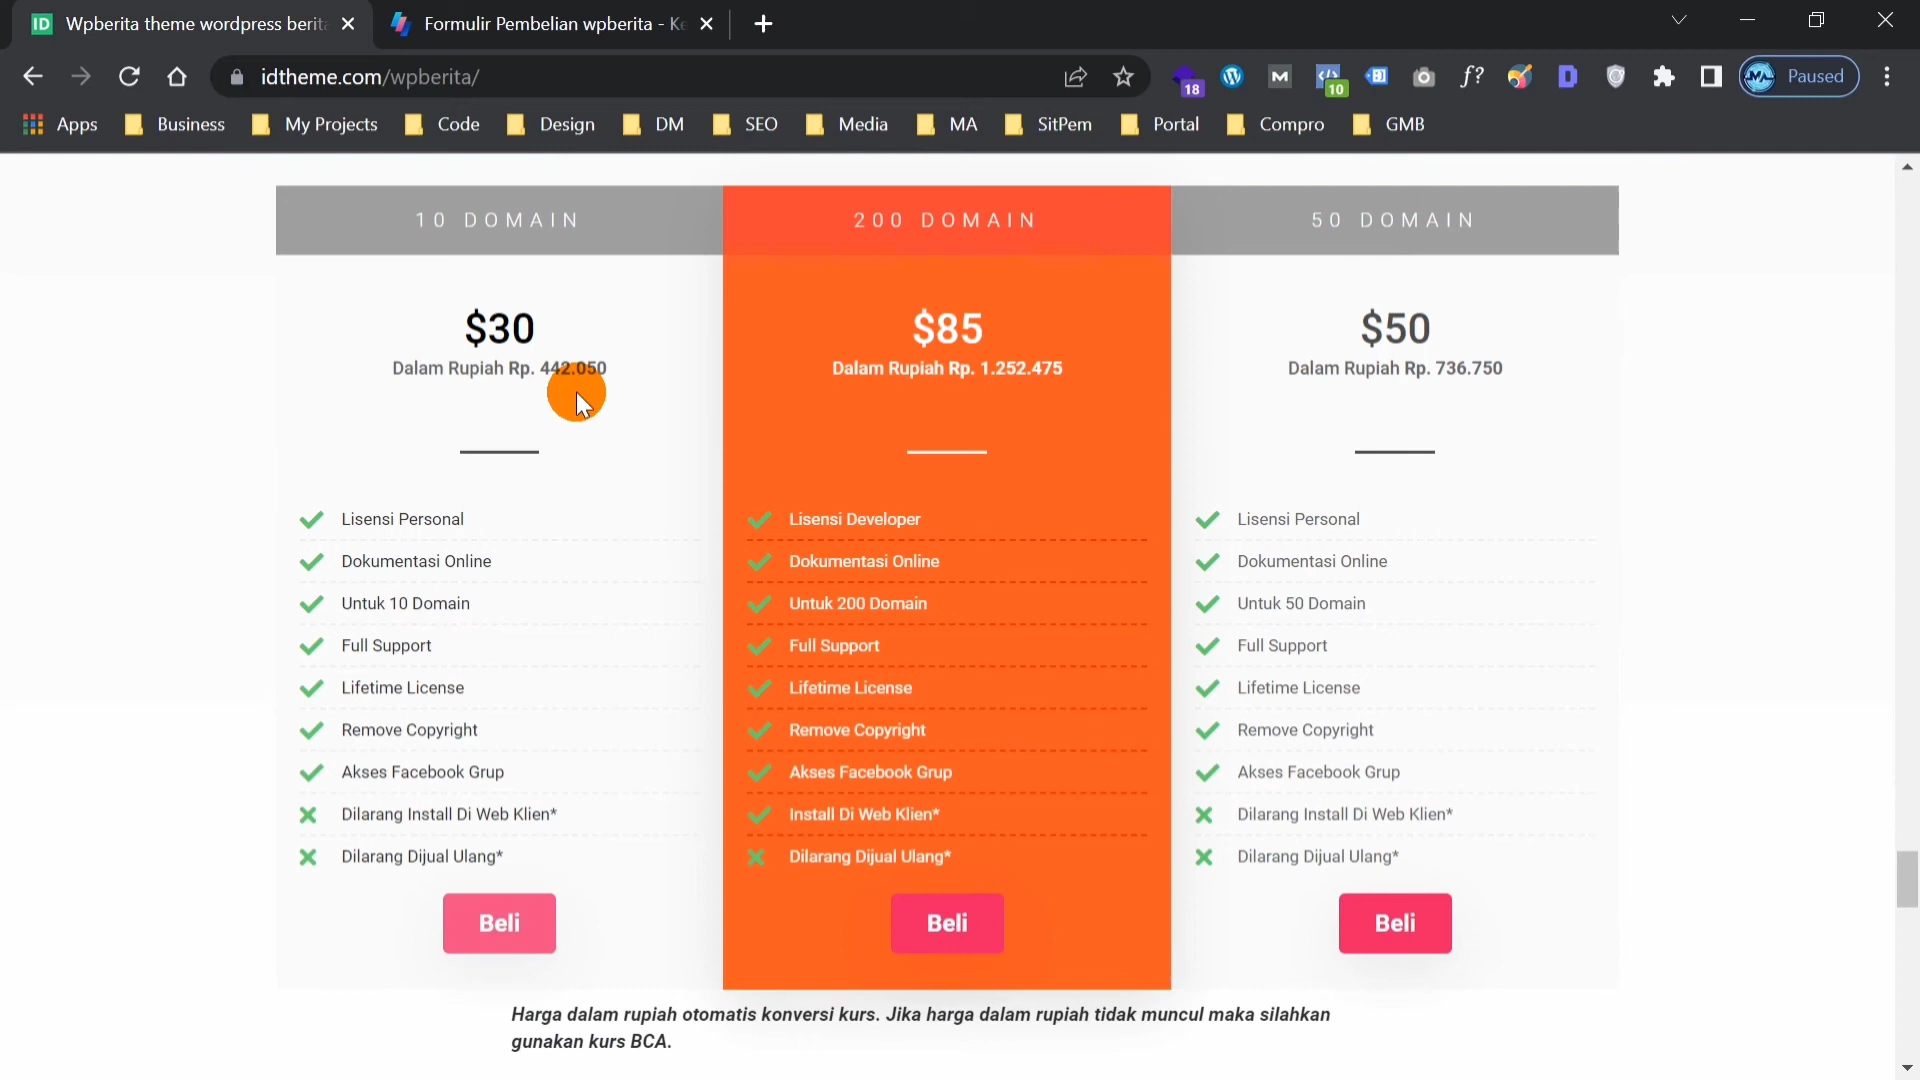 Wpberita theme wordpress berit
Formulir Pembelian wpberita - Ke
idtheme.com/wpberita/
18
10
f?
Paused
Apps
Business
My Projects
Code
Design
DM
SEO
Media
MA
SitPem
Portal
Compro
GMB
10 DOMAIN
$30
Dalam Rupiah Rp. 442.050
Lisensi Personal
Dokumentasi Online
Untuk 10 Domain
Full Support
Lifetime License
Remove Copyright
Akses Facebook Grup
Dilarang Install Di Web Klien*
Dilarang Dijual Ulang*
Beli
200 DOMAIN
$85
Dalam Rupiah Rp. 1.252.475
Lisensi Developer
Dokumentasi Online
Untuk 200 Domain
Full Support
Lifetime License
Remove Copyright
Akses Facebook Grup
Install Di Web Klien*
Dilarang Dijual Ulang*
Beli
50 DOMAIN
$50
Dalam Rupiah Rp. 736.750
Lisensi Personal
Dokumentasi Online
Untuk 50 Domain
Full Support
Lifetime License
Remove Copyright
Akses Facebook Grup
Dilarang Install Di Web Klien*
Dilarang Dijual Ulang*
Beli
Harga dalam rupiah otomatis konversi kurs. Jika harga dalam rupiah tidak muncul maka silahkan
gunakan kurs BCA.